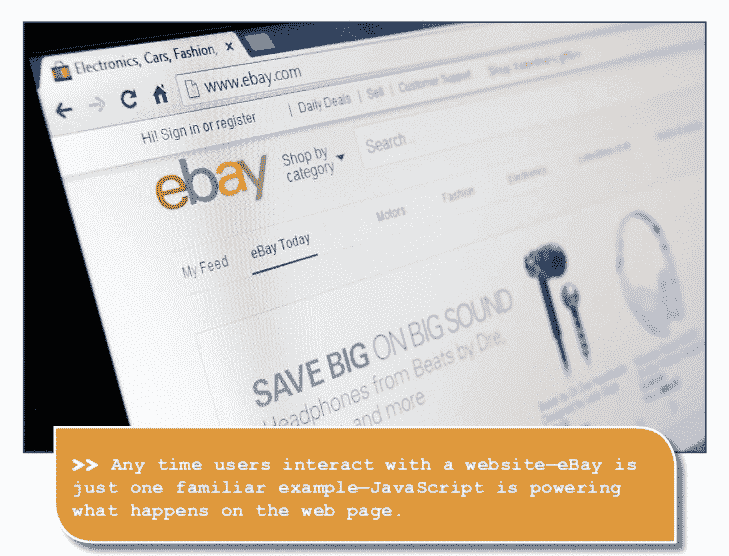 Electronics, Cars, Fashion,
www.ebay.com
Hi! Sign in or register | Daily Deals | Sell | Customer Support
ebay
Shop by
category
Search...
My Feed
eBay Today
Motors
Fashion
Electronics
SAVE BIG ON BIG SOUND
Headphones from Beats by Dre,
and more
>> Any time users interact with a website—eBay is
just one familiar example—JavaScript is powering
what happens on the web page.